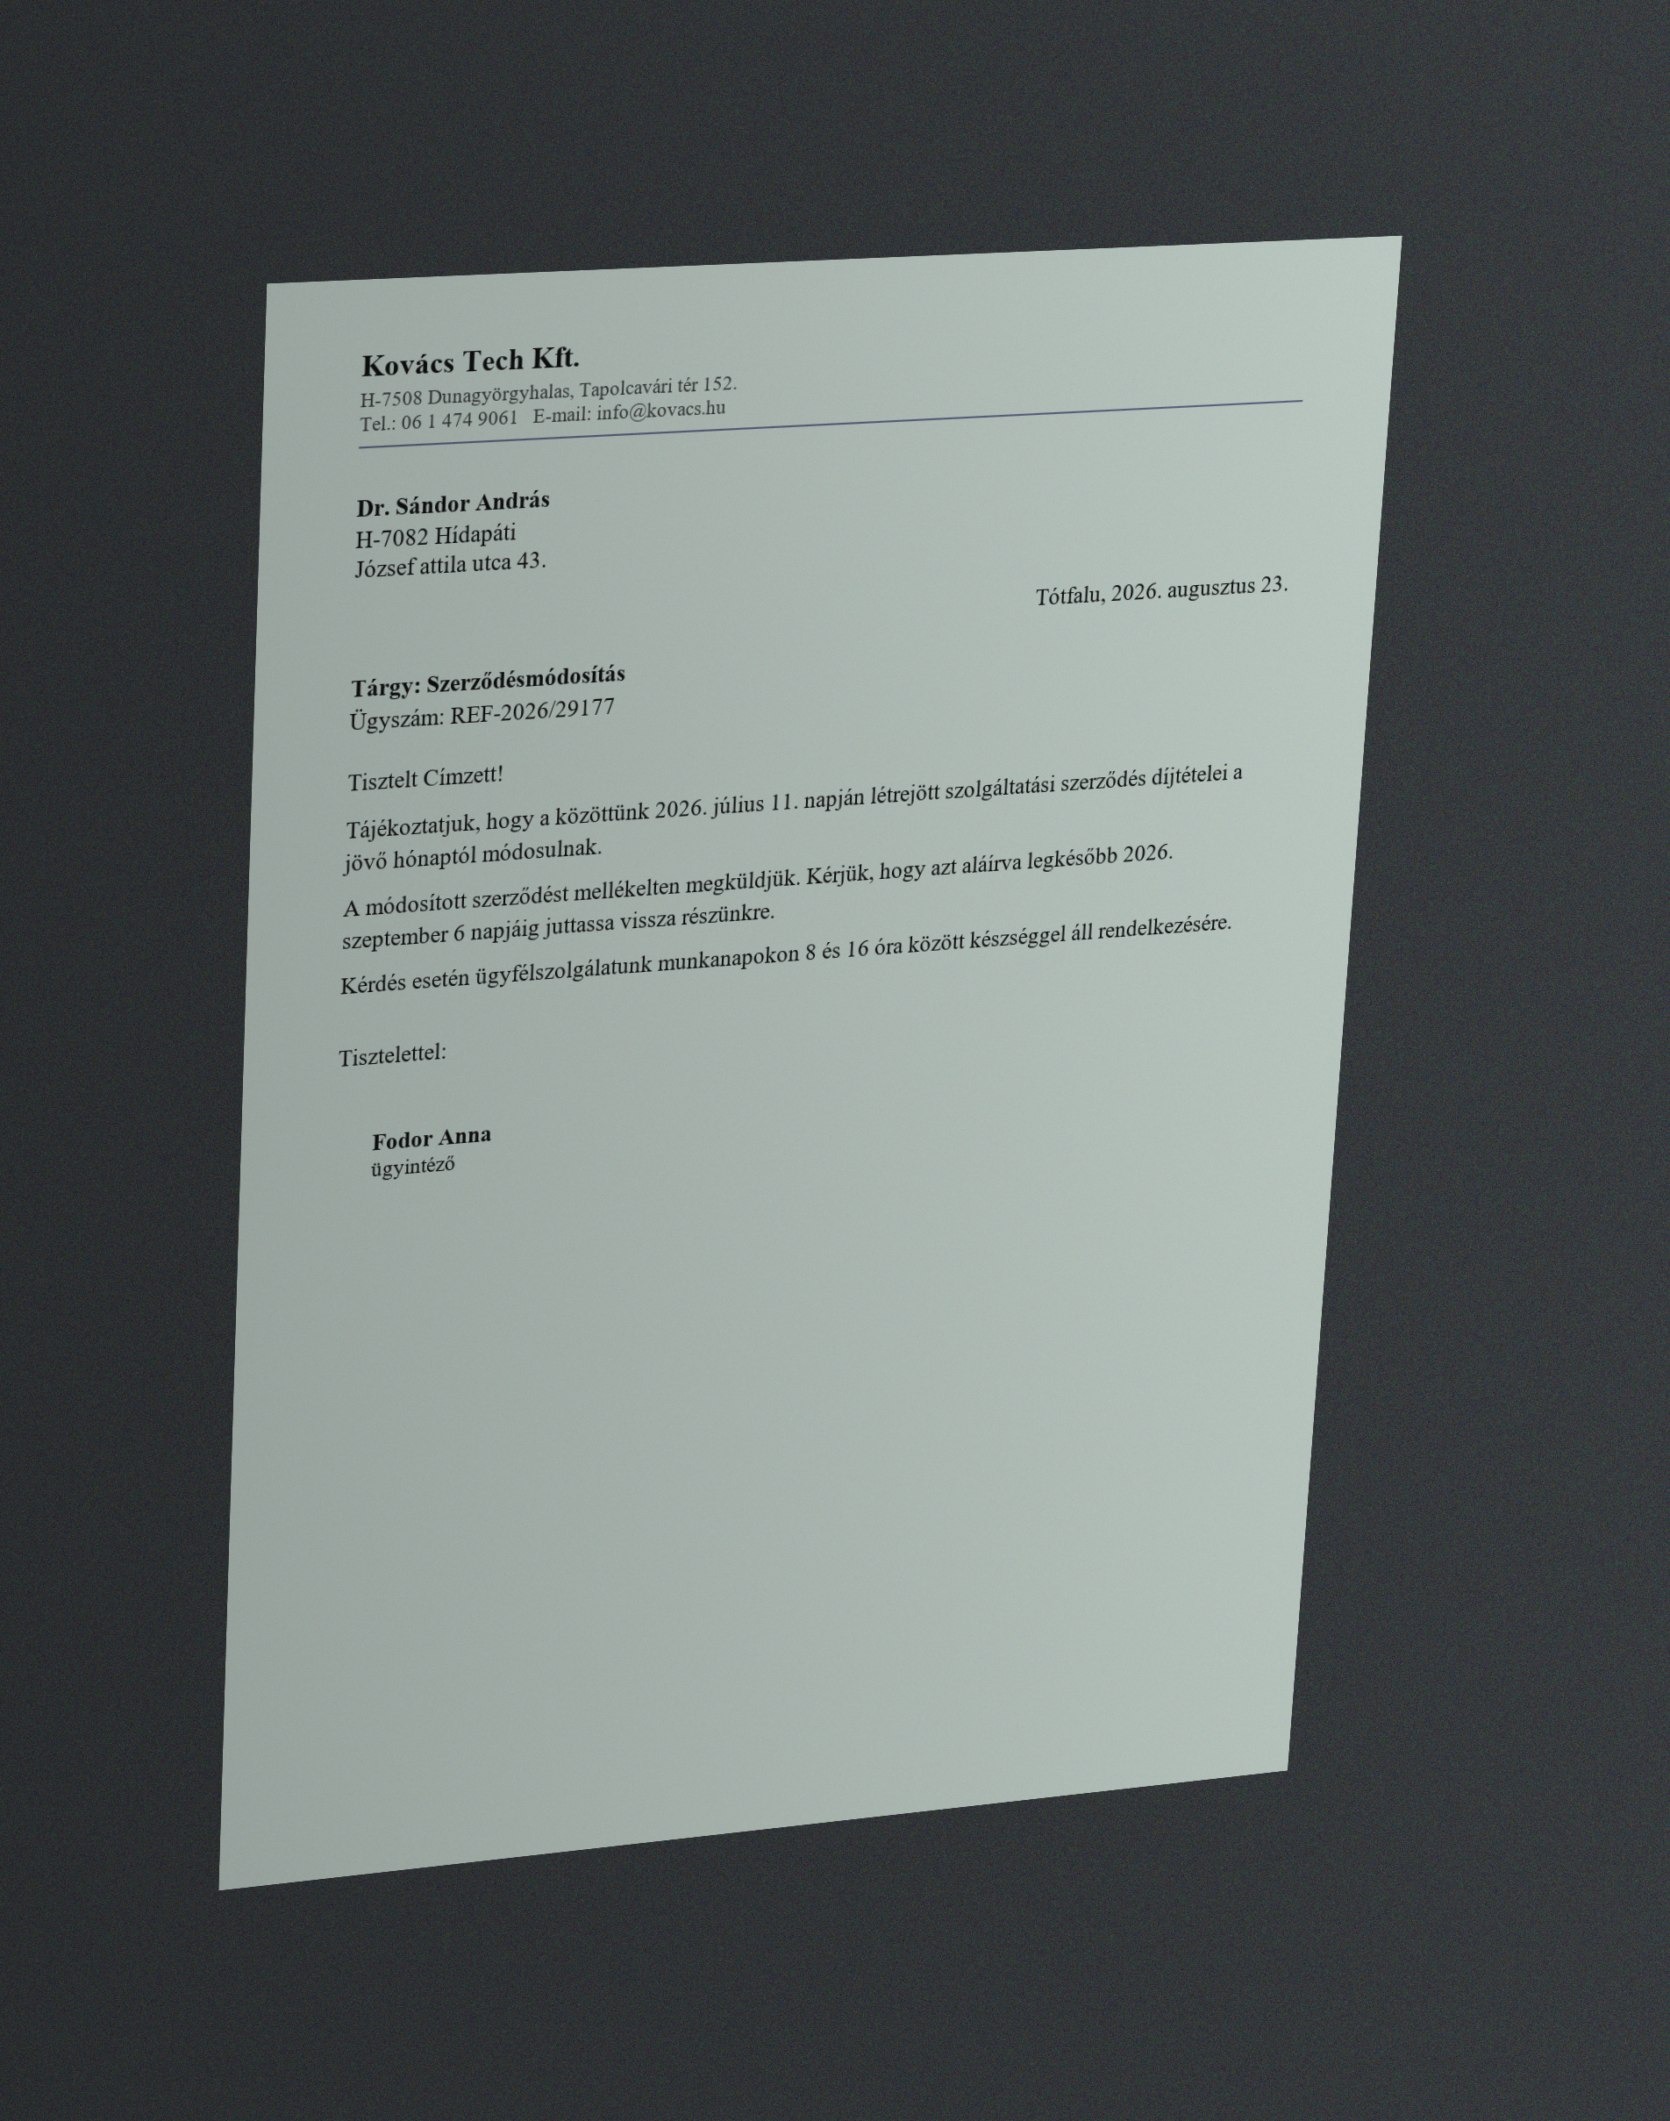 Kovács Tech Kft.
H-7508 Dunagyörgyhalas, Tapolcavári tér 152.
Tel.: 06 1 474 9061   E-mail: info@kovacs.hu
Dr. Sándor András
H-7082 Hídapáti
József attila utca 43.
Tótfalu, 2026. augusztus 23.
Tárgy: Szerződésmódosítás
Ügyszám: REF-2026/29177
Tisztelt Címzett!
Tájékoztatjuk, hogy a közöttünk 2026. július 11. napján létrejött szolgáltatási szerződés díjtételei a
jövő hónaptól módosulnak.
A módosított szerződést mellékelten megküldjük. Kérjük, hogy azt aláírva legkésőbb 2026.
szeptember 6 napjáig juttassa vissza részünkre.
Kérdés esetén ügyfélszolgálatunk munkanapokon 8 és 16 óra között készséggel áll rendelkezésére.
Tisztelettel:
Fodor Anna
ügyintéző